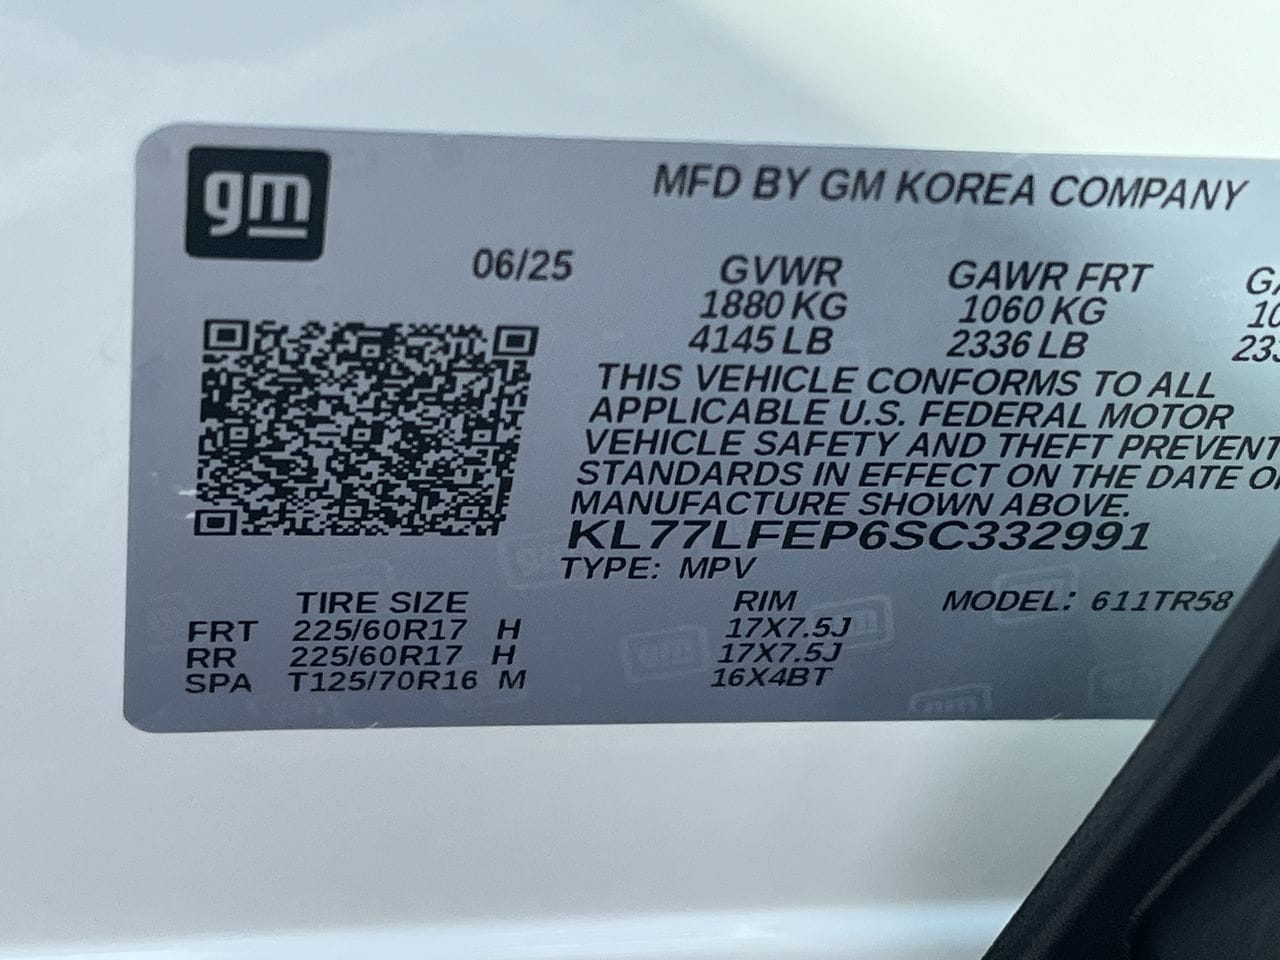 gm
MFD BY GM KOREA COMPANY
06/25
GVWR GAWR FRT
1880 KG 1060 KG
4145 LB 2336 LB
THIS VEHICLE CONFORMS TO ALL
APPLICABLE U.S. FEDERAL MOTOR
VEHICLE SAFETY AND THEFT PREVENT
STANDARDS IN EFFECT ON THE DATE
MANUFACTURE SHOWN ABOVE.
KL77LFEP6SC332991
TYPE: MPV
TIRE SIZE RIM MODEL: 611TR58
FRT 225/60R17 H 17X7.5J
RR 225/60R17 H 17X7.5J
SPA T125/70R16 M 16X4BT